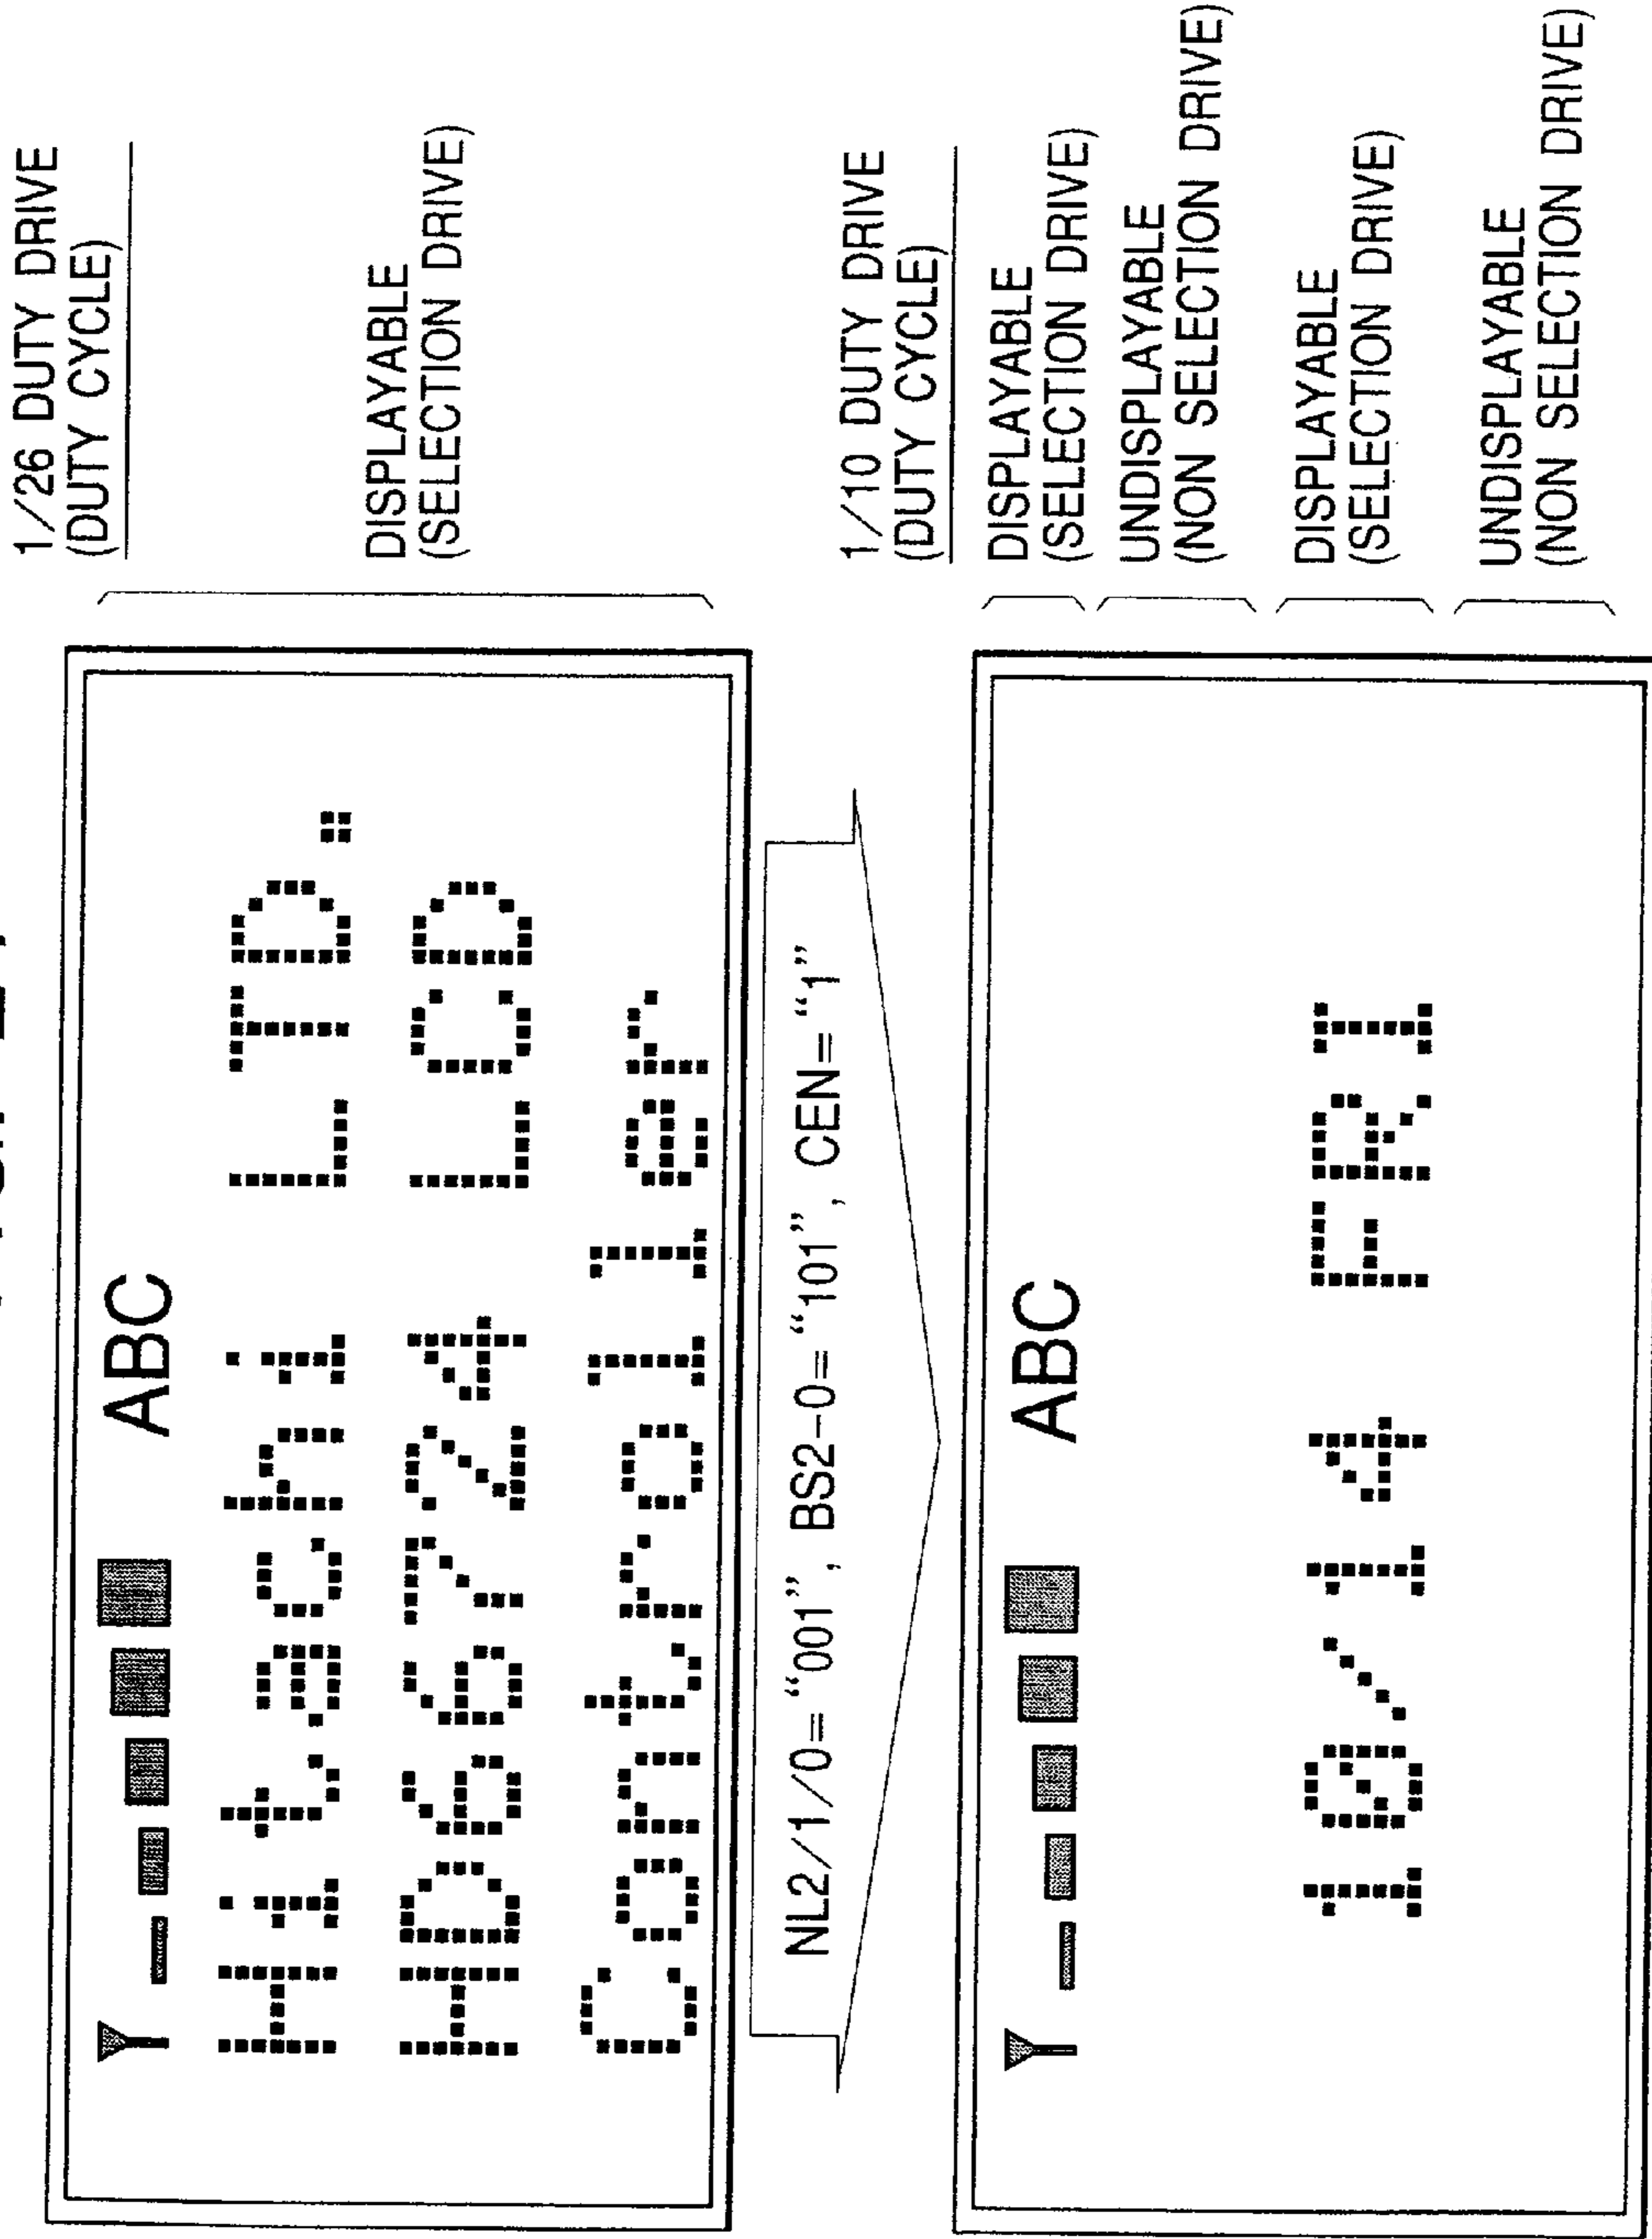 1/26 DUTY DRIVE
(DUTY CYCLE)
ABC
Hitachi LTD.
HD66724 LCD
Controller
DISPLAYABLE
(SELECTION DRIVE)
NL2/1/0="001", BS2-0="101", CEN="1"
1/10 DUTY DRIVE
(DUTY CYCLE)
ABC
10/14 FRI
DISPLAYABLE
(SELECTION DRIVE)
UNDISPLAYABLE
(NON SELECTION DRIVE)
DISPLAYABLE
(SELECTION DRIVE)
UNDISPLAYABLE
(NON SELECTION DRIVE)